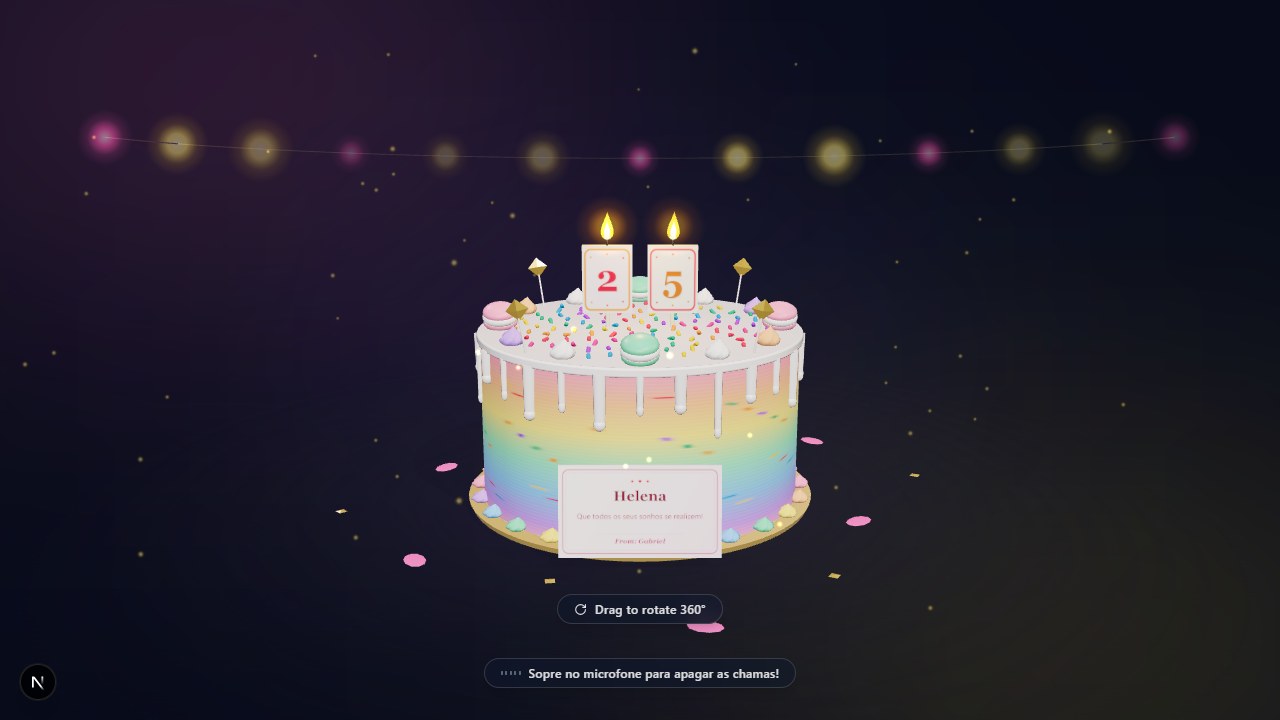 2 5
Helena
Que todos os seus sonhos se realizem!
From: Gabriel
Drag to rotate 360°
Sopre no microfone para apagar as chamas!
N